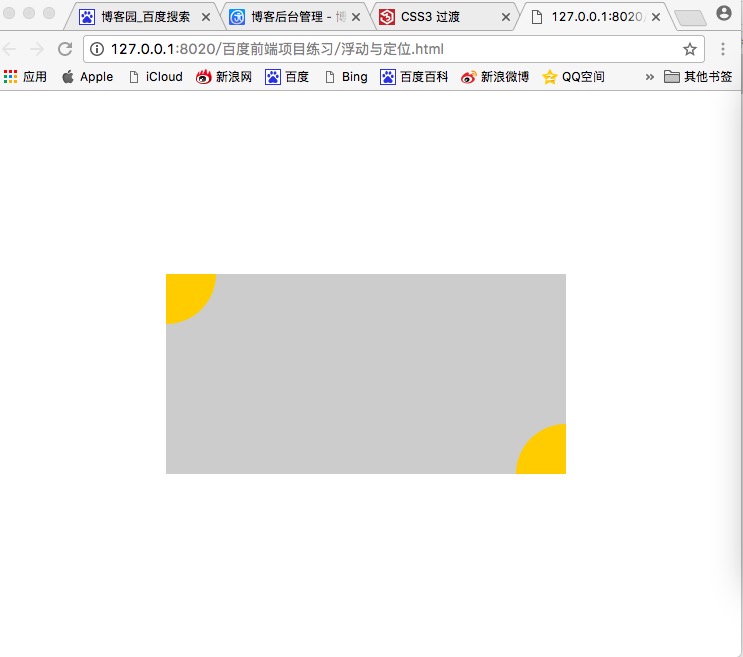 博客园_百度搜索 博客后台管理 - 博 CSS3 过渡 127.0.0.1:8020
127.0.0.1:8020/百度前端项目练习/浮动与定位.html
应用 Apple iCloud 新浪网 百度 Bing 百度百科 新浪微博 QQ空间 » 其他书签